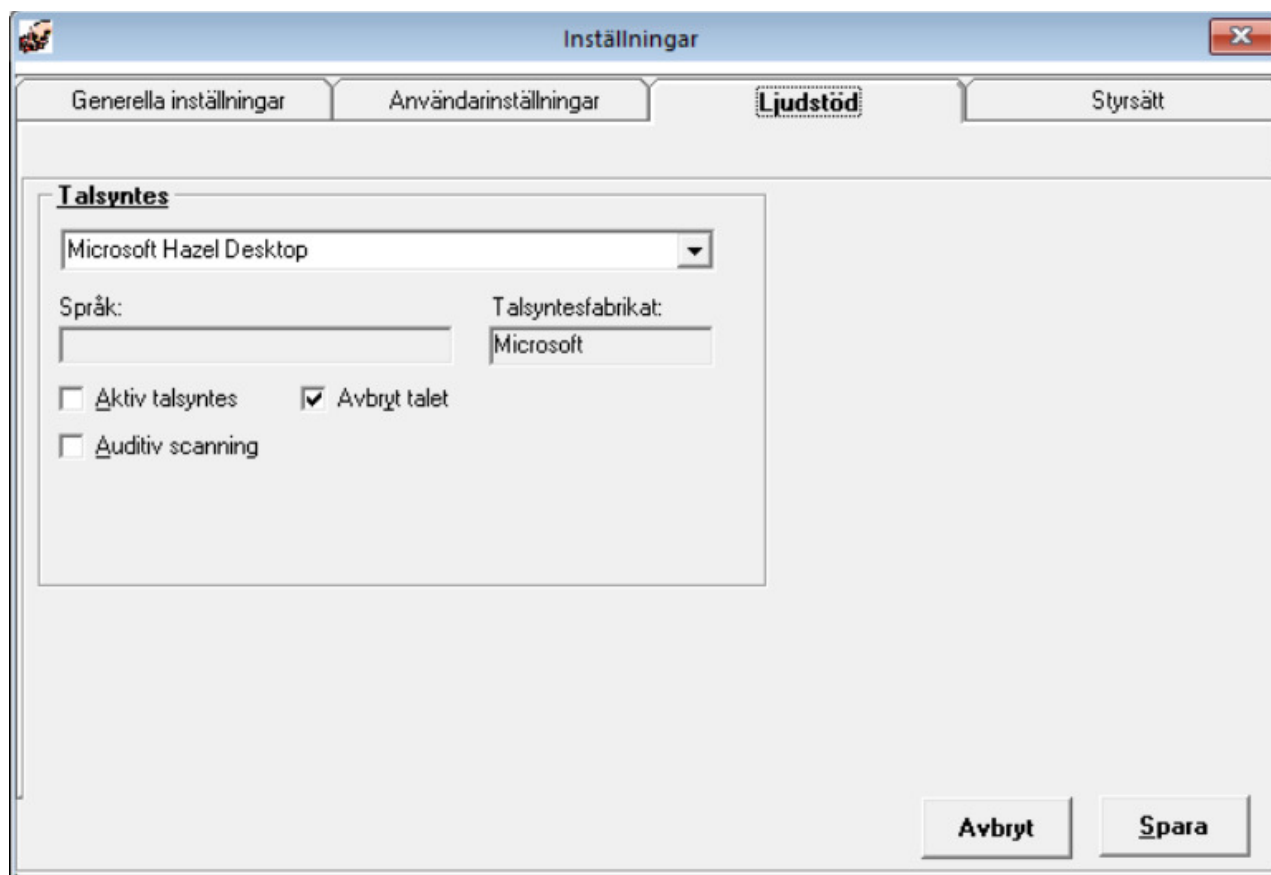 Inställningar
Generella inställningar Användarinställningar Ljudstöd Styrsätt
Talsyntes
Microsoft Hazel Desktop
Språk: Talsyntesfabrikat:
Microsoft
Aktiv talsyntes Avbryt talet
Auditiv scanning
Avbryt Spara